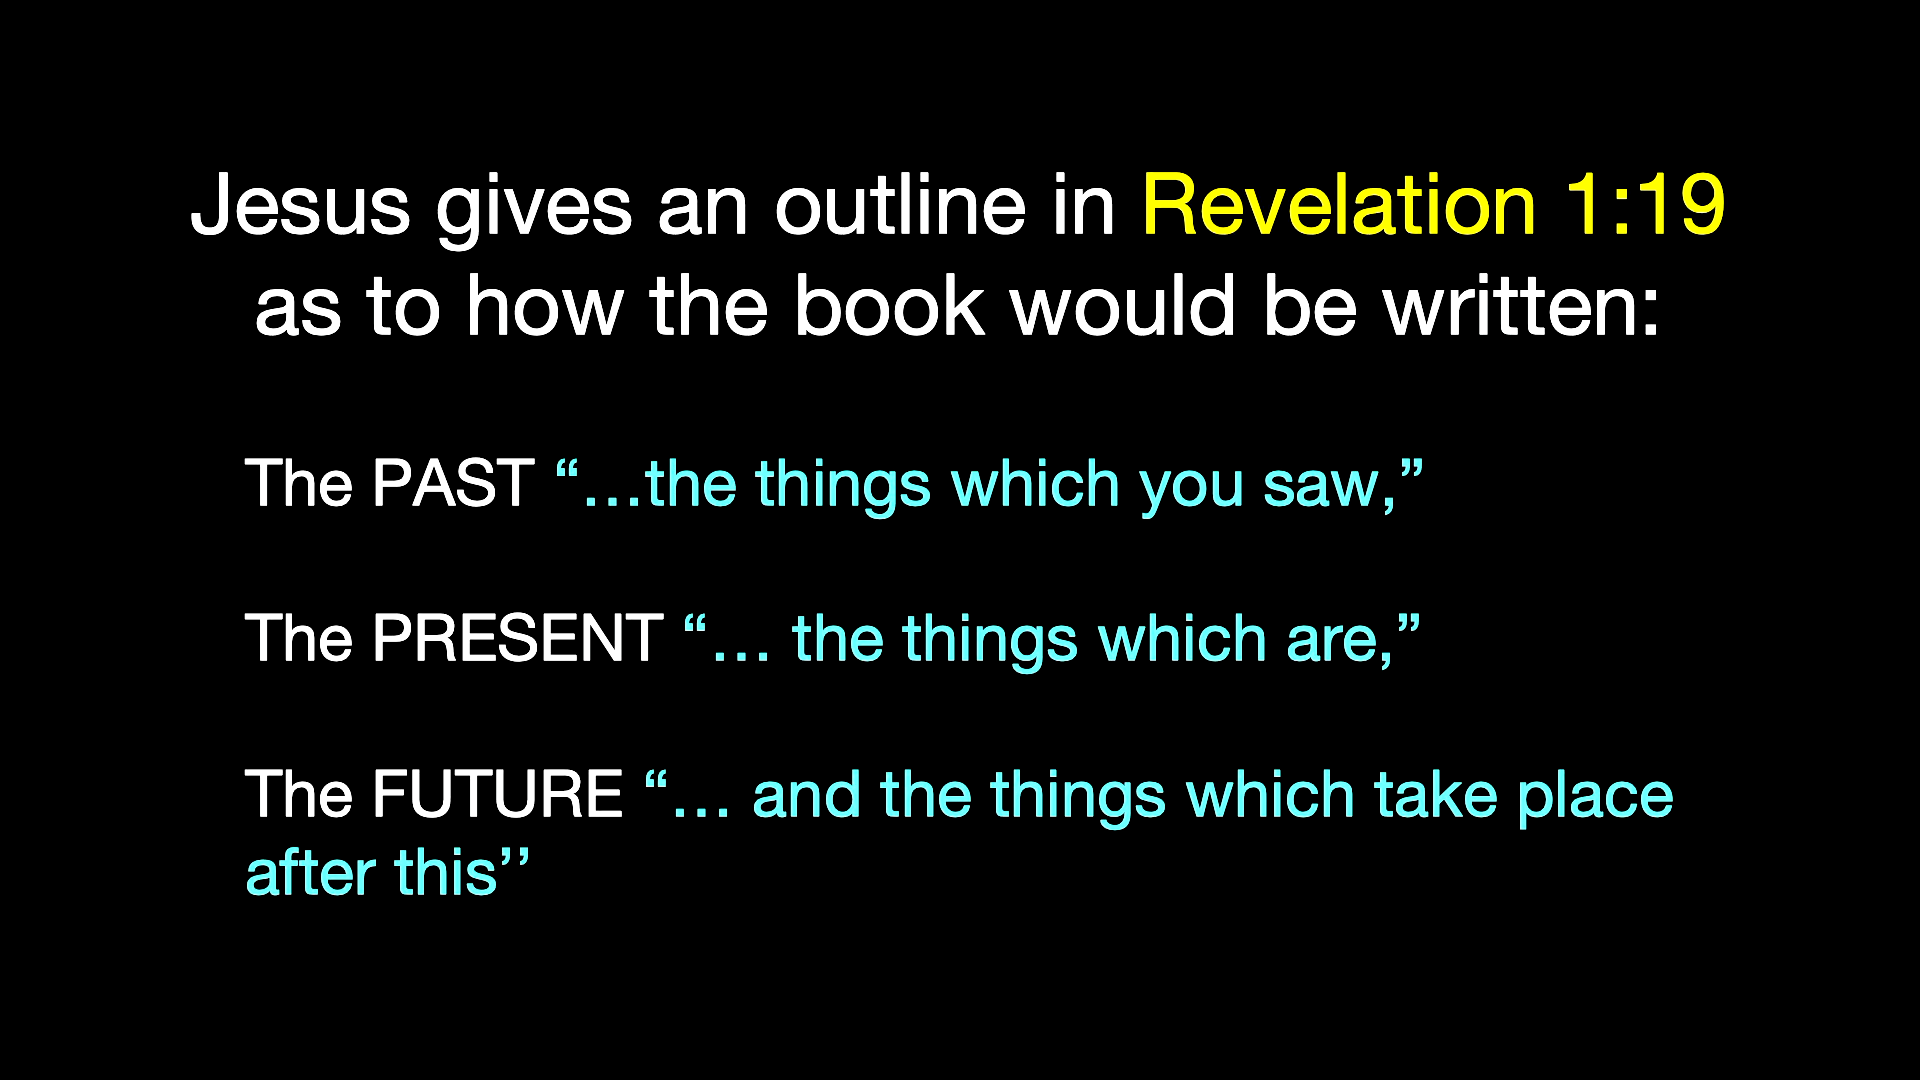 Jesus gives an outline in Revelation 1:19
as to how the book would be written:
The PAST “…the things which you saw,”
The PRESENT “… the things which are,”
The FUTURE “… and the things which take place
after this’’